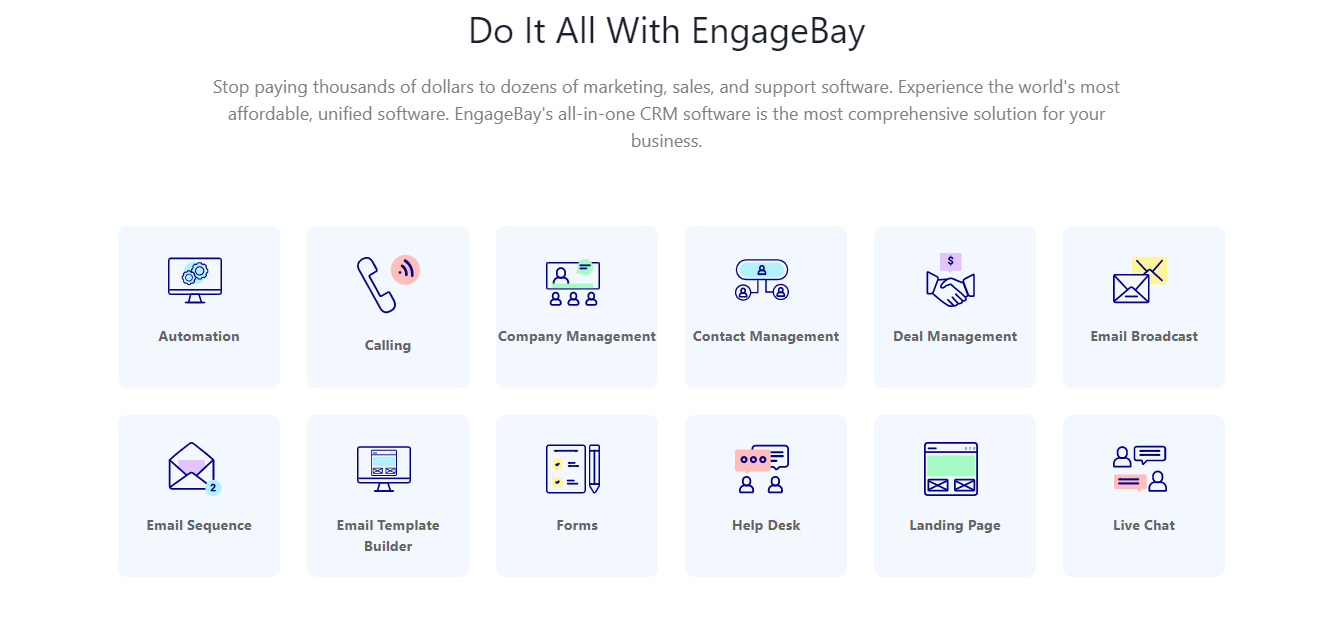 Do It All With EngageBay
Stop paying thousands of dollars to dozens of marketing, sales, and support software. Experience the world's most
affordable, unified software. EngageBay's all-in-one CRM software is the most comprehensive solution for your
business.
$
Automation
Calling
Company Management
Contact Management
Deal Management
Email Broadcast
2
Email Sequence
Email Template
Builder
Forms
Help Desk
Landing Page
Live Chat